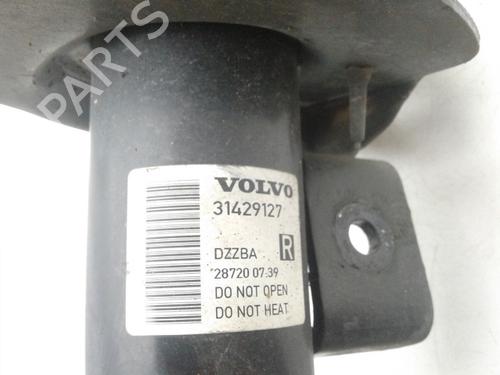 PARTS
VOLVO
31429127
DZZBA R
28720 07:39
DO NOT OPEN
DO NOT HEAT